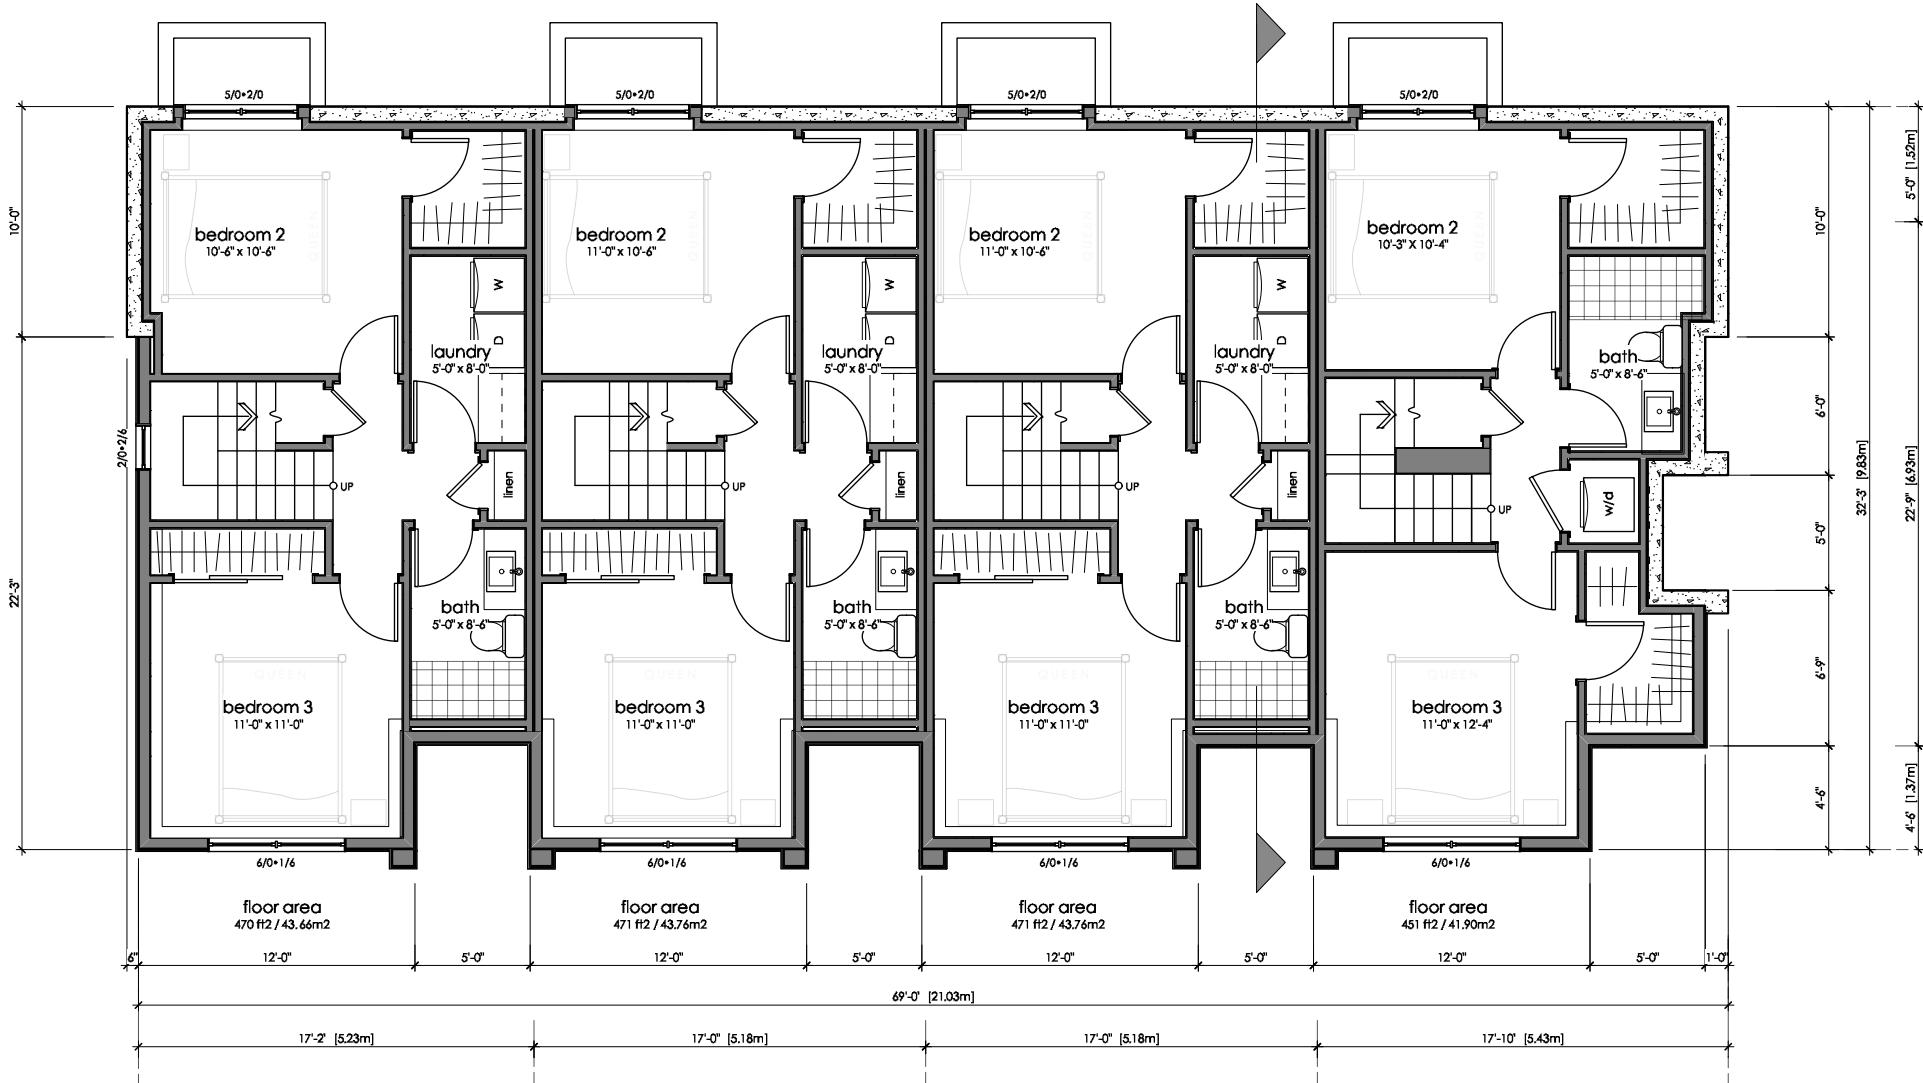 5/0•2/0
5/0•2/0
5/0•2/0
5/0•2/0
10'-0"
22'-3"
2/0•2/6
bedroom 2
10'-6" x 10'-6"
QUEEN
bedroom 2
11'-0" x 10'-6"
QUEEN
bedroom 2
11'-0" x 10'-6"
QUEEN
bedroom 2
10'-3" X 10'-4"
QUEEN
W
D
laundry
5'-0" x 8'-0"
W
D
laundry
5'-0" x 8'-0"
W
D
laundry
5'-0" x 8'-0"
bath
5'-0" x 8'-6"
UP
linen
UP
linen
UP
linen
UP
w/d
bath
5'-0" x 8'-6"
bath
5'-0" x 8'-6"
bath
5'-0" x 8'-6"
QUEEN
bedroom 3
11'-0" x 11'-0"
QUEEN
bedroom 3
11'-0" x 11'-0"
QUEEN
bedroom 3
11'-0" x 11'-0"
QUEEN
bedroom 3
11'-0" x 12'-4"
10'-0"
6'-0"
5'-0"
6'-9"
4'-6"
32'-3" [9.83m]
5'-0" [1.52m]
22'-9" [6.93m]
4'-6" [1.37m]
6/0•1/6
6/0•1/6
6/0•1/6
6/0•1/6
floor area
470 ft2 / 43.66m2
floor area
471 ft2 / 43.76m2
floor area
471 ft2 / 43.76m2
floor area
451 ft2 / 41.90m2
6" 12'-0" 5'-0" 12'-0" 5'-0" 12'-0" 5'-0" 12'-0" 5'-0" 1'-0"
69'-0" [21.03m]
17'-2" [5.23m] 17'-0" [5.18m] 17'-0" [5.18m] 17'-10" [5.43m]